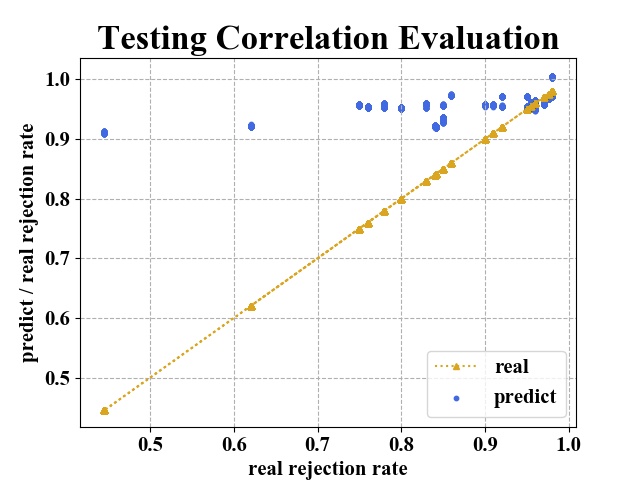 Testing Correlation Evaluation
predict / real rejection rate
1.0
0.9
0.8
0.7
0.6
0.5
0.5 0.6 0.7 0.8 0.9 1.0
real rejection rate
real
predict